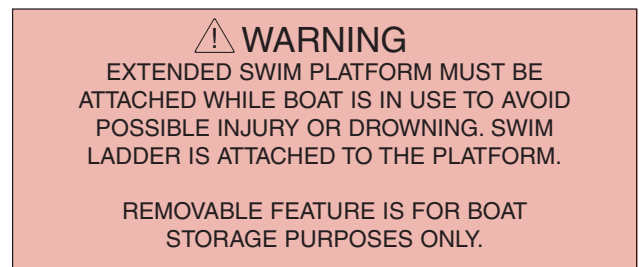 WARNING
EXTENDED SWIM PLATFORM MUST BE
ATTACHED WHILE BOAT IS IN USE TO AVOID
POSSIBLE INJURY OR DROWNING. SWIM
LADDER IS ATTACHED TO THE PLATFORM.
REMOVABLE FEATURE IS FOR BOAT
STORAGE PURPOSES ONLY.